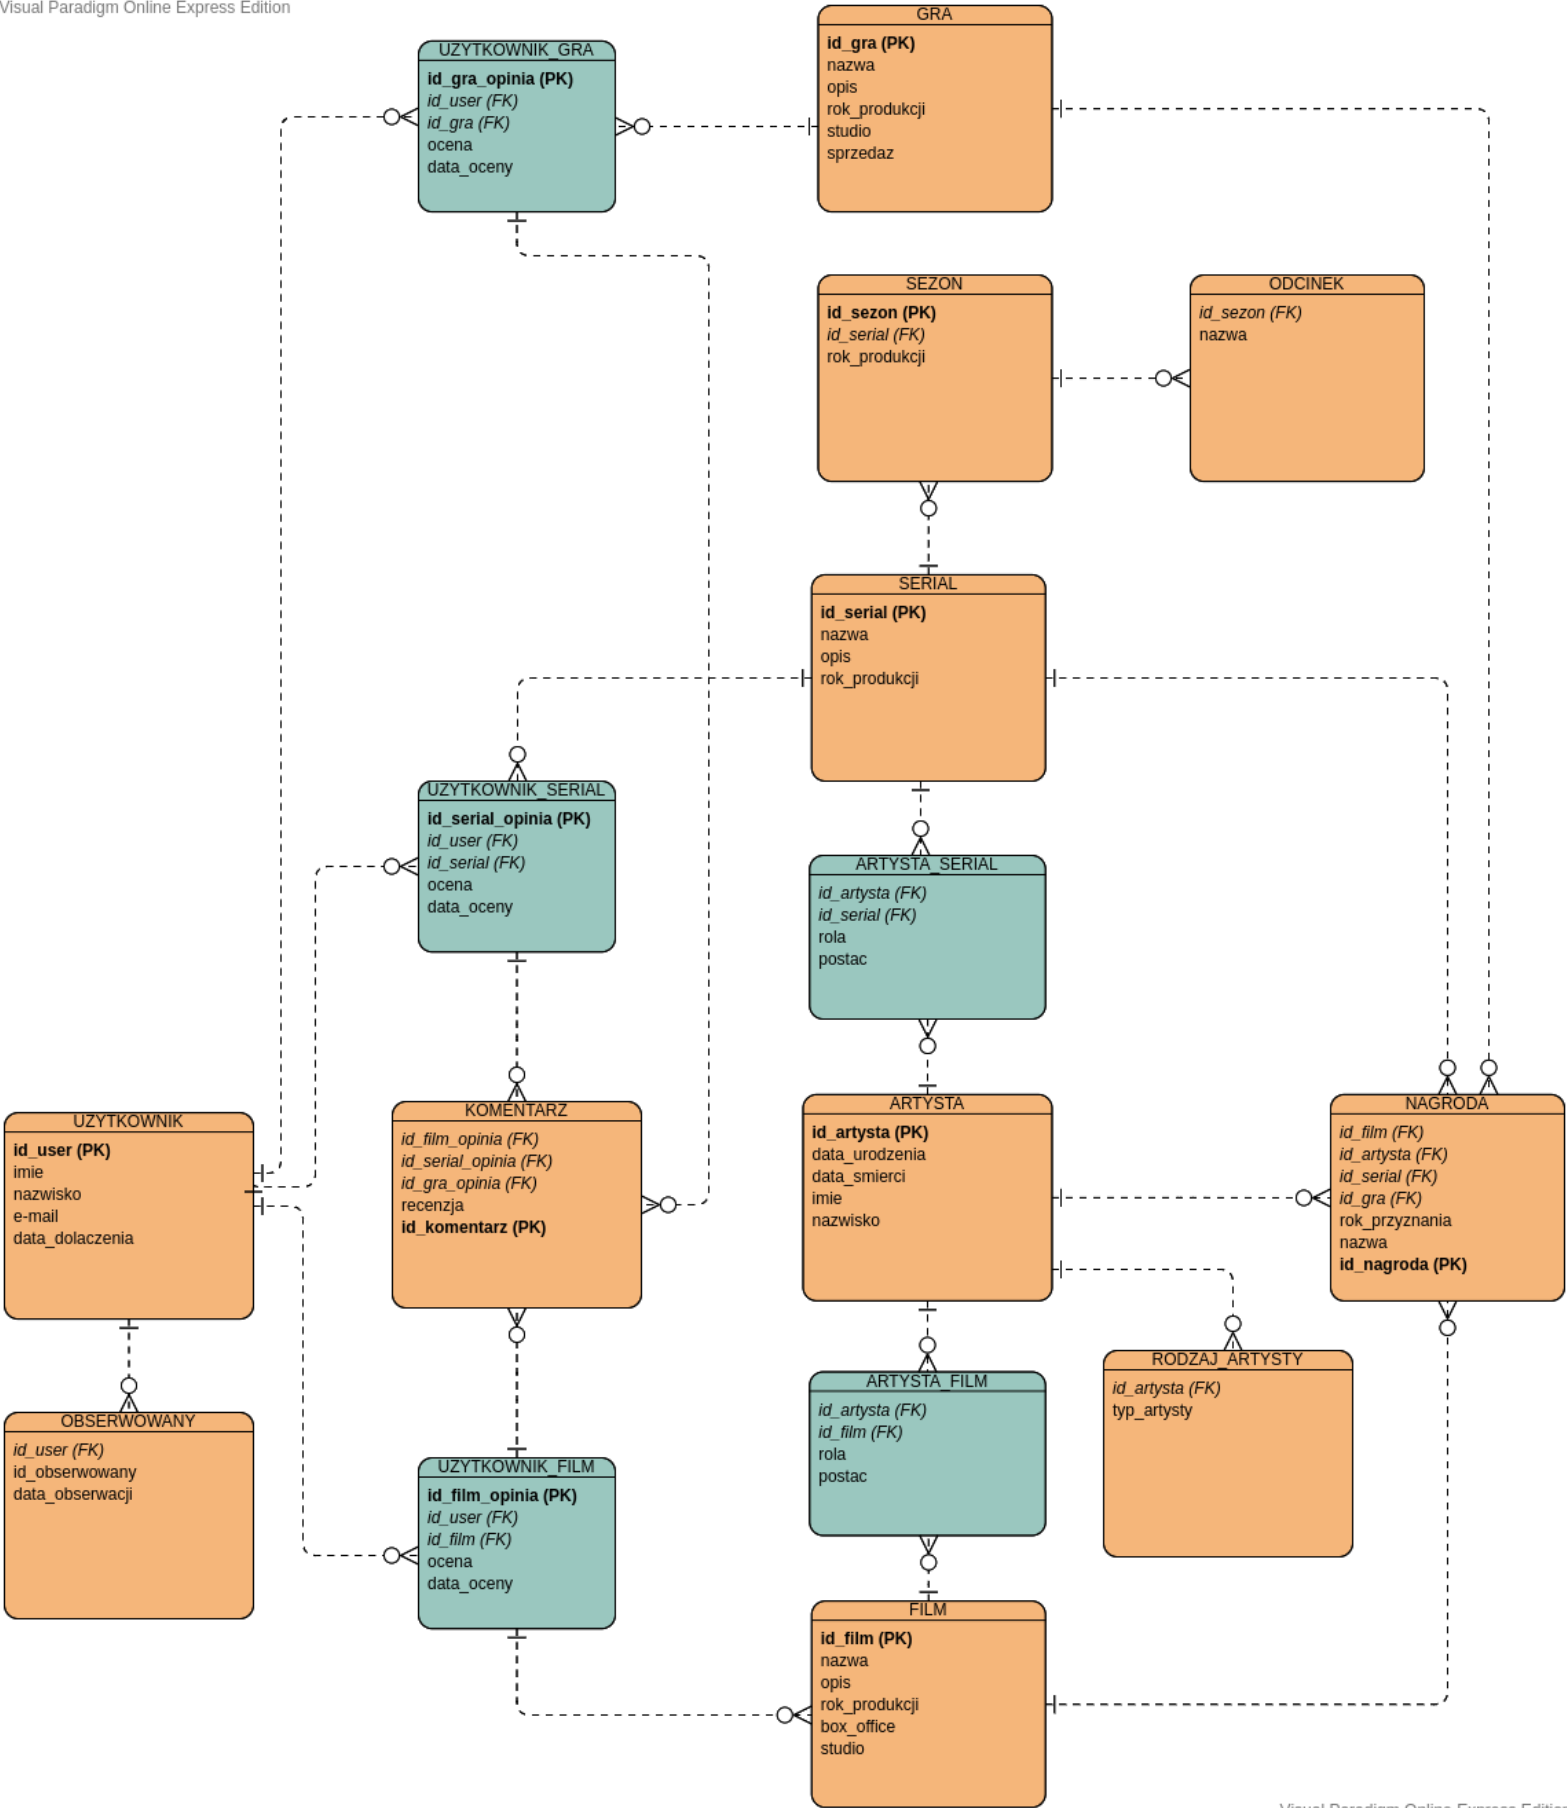 Visual Paradigm Online Express Edition
GRA
id_gra (PK)
nazwa
opis
rok_produkcji
studio
sprzedaz
UZYTKOWNIK_GRA
id_gra_opinia (PK)
id_user (FK)
id_gra (FK)
ocena
data_oceny
SEZON
id_sezon (PK)
id_serial (FK)
rok_produkcji
ODCINEK
id_sezon (FK)
nazwa
SERIAL
id_serial (PK)
nazwa
opis
rok_produkcji
UZYTKOWNIK_SERIAL
id_serial_opinia (PK)
id_user (FK)
id_serial (FK)
ocena
data_oceny
ARTYSTA_SERIAL
id_artysta (FK)
id_serial (FK)
rola
postac
UZYTKOWNIK
id_user (PK)
imie
nazwisko
e-mail
data_dolaczenia
KOMENTARZ
id_film_opinia (FK)
id_serial_opinia (FK)
id_gra_opinia (FK)
recenzja
id_komentarz (PK)
ARTYSTA
id_artysta (PK)
data_urodzenia
data_smierci
imie
nazwisko
NAGRODA
id_film (FK)
id_artysta (FK)
id_serial (FK)
id_gra (FK)
rok_przyznania
nazwa
id_nagroda (PK)
RODZAJ_ARTYSTY
id_artysta (FK)
typ_artysty
ARTYSTA_FILM
id_artysta (FK)
id_film (FK)
rola
postac
OBSERWOWANY
id_user (FK)
id_obserwowany
data_obserwacji
UZYTKOWNIK_FILM
id_film_opinia (PK)
id_user (FK)
id_film (FK)
ocena
data_oceny
FILM
id_film (PK)
nazwa
opis
rok_produkcji
box_office
studio
Visual Paradigm Online Express Edition